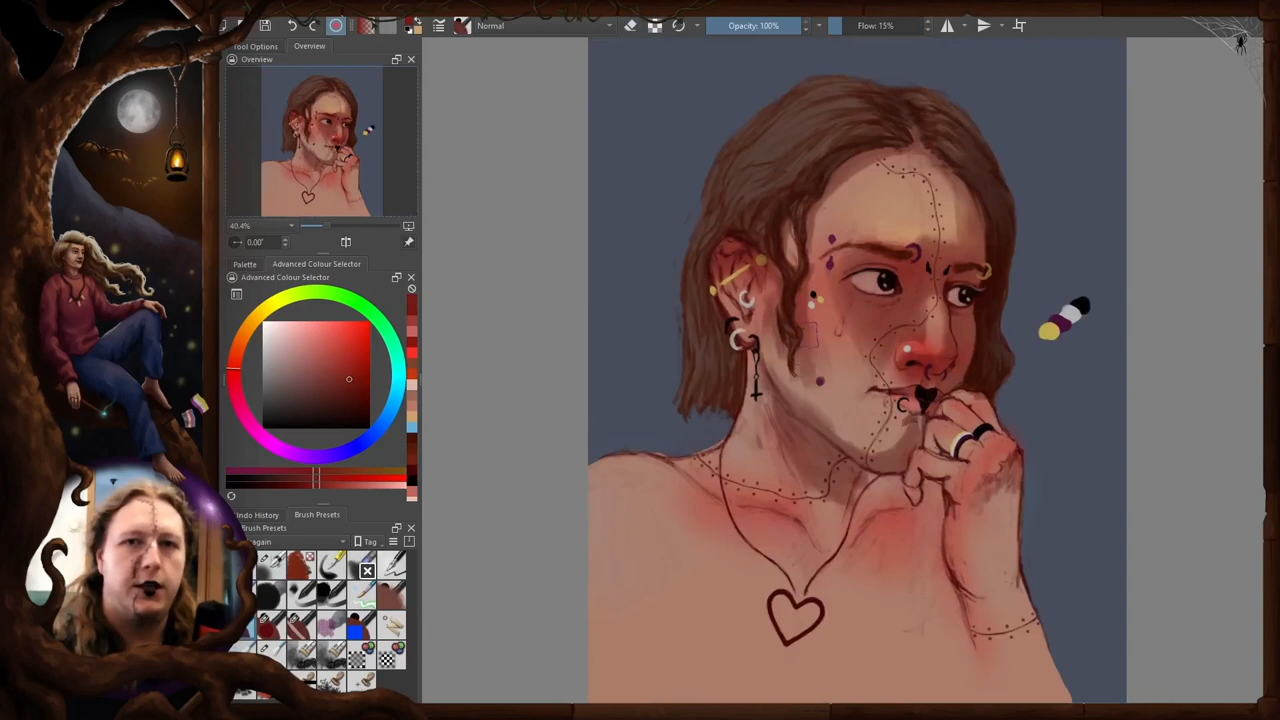 Normal
Opacity: 100%
Flow: 15%
Tool Options
Overview
Overview
40.4%
0.00°
Palette
Advanced Colour Selector
Advanced Colour Selector
Undo History
Brush Presets
Brush Presets
again
Tag